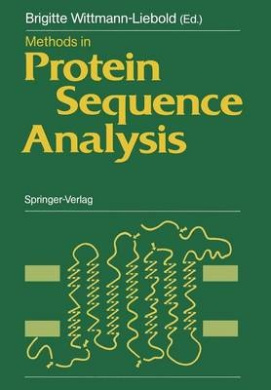 Brigitte Wittmann-Liebold (Ed.)
Methods in
Protein
Sequence
Analysis
Springer-Verlag